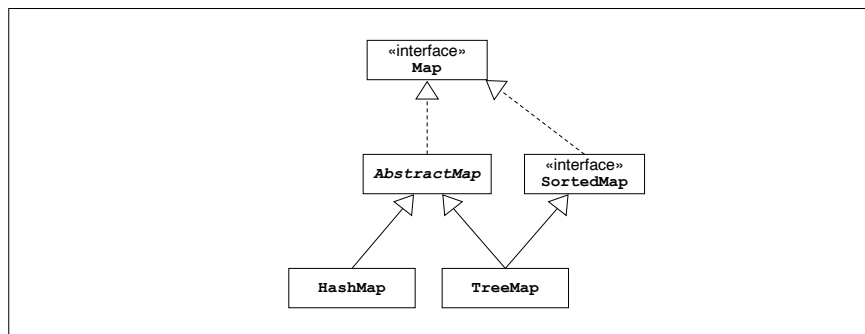 «interface»
Map
AbstractMap
«interface»
SortedMap
HashMap
TreeMap